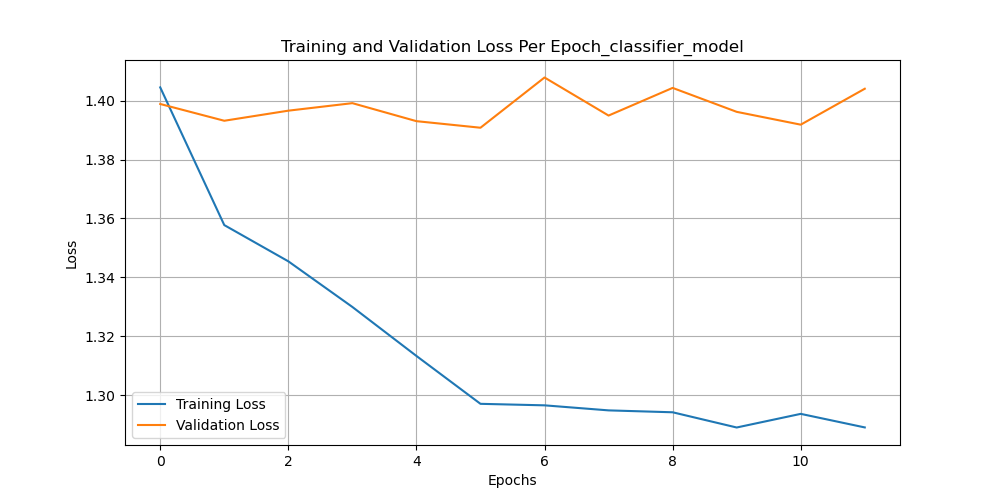 Training and Validation Loss Per Epoch_classifier_model
1.40
1.38
1.36
1.34
1.32
1.30
Loss
Training Loss
Validation Loss
0 2 4 6 8 10
Epochs